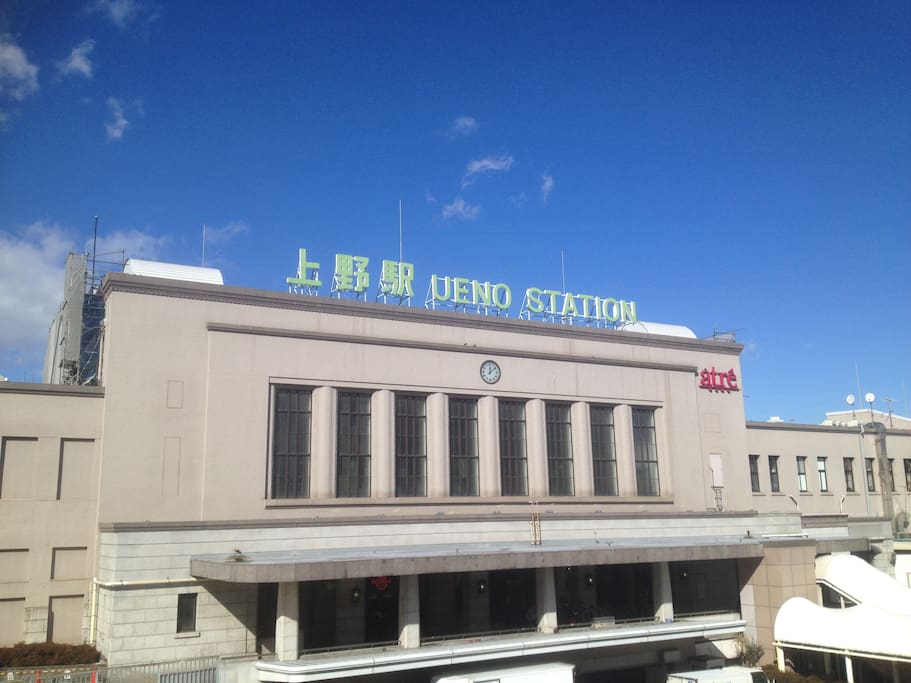 上野駅 UENO STATION
atré